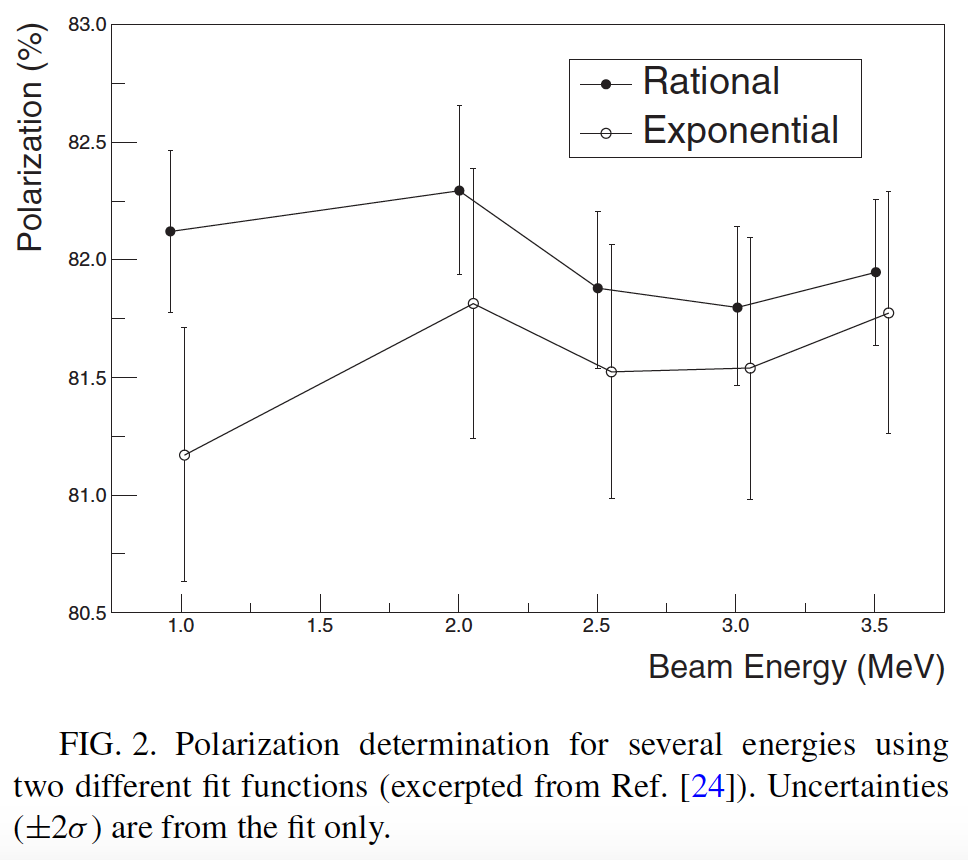 83.0
82.5
82.0
81.5
81.0
80.5
Polarization (%)
Rational
Exponential
1.0 1.5 2.0 2.5 3.0 3.5
Beam Energy (MeV)
FIG. 2. Polarization determination for several energies using
two different fit functions (excerpted from Ref. [24]). Uncertainties
(±2σ) are from the fit only.